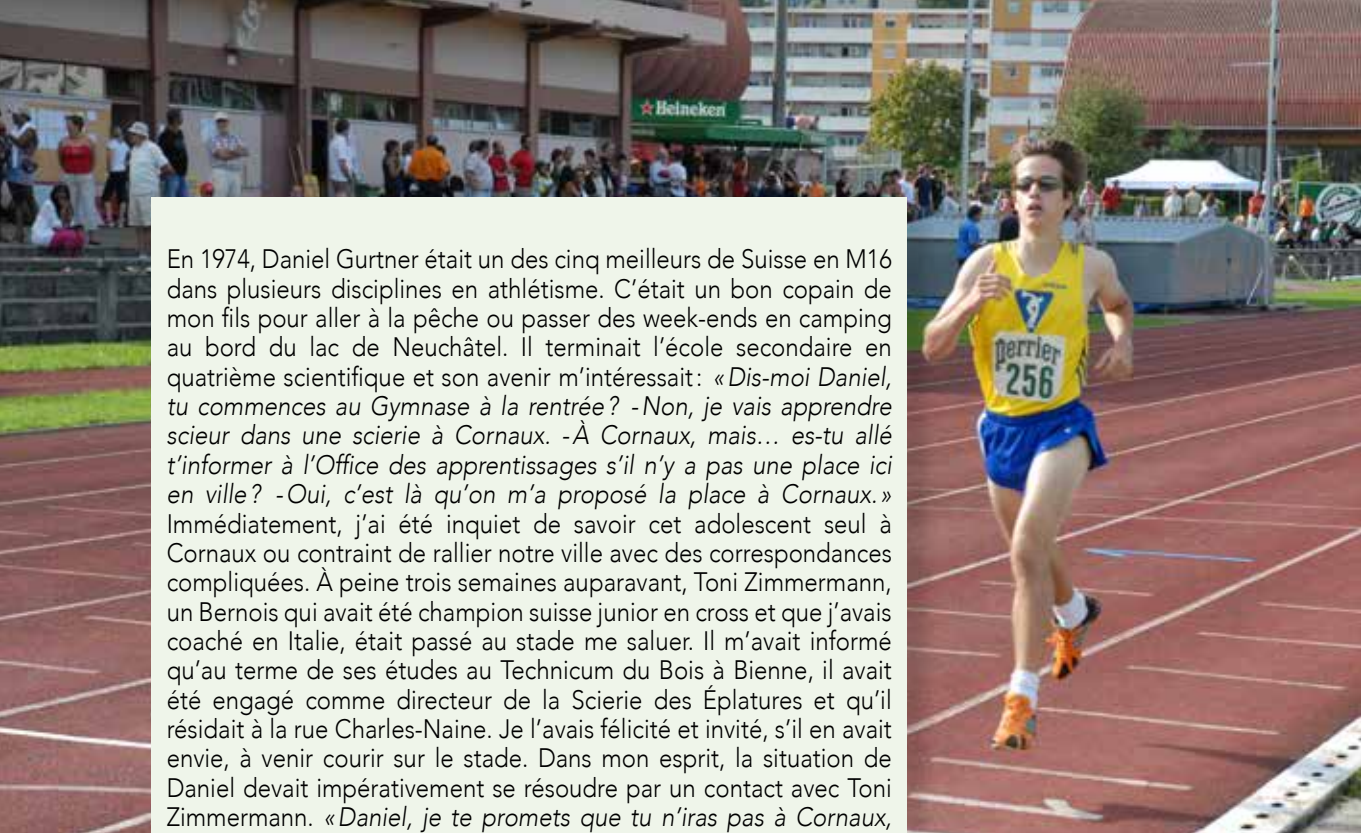 Heineken
perrier
256
En 1974, Daniel Gurtner était un des cinq meilleurs de Suisse en M16
dans plusieurs disciplines en athlétisme. C’était un bon copain de
mon fils pour aller à la pêche ou passer des week-ends en camping
au bord du lac de Neuchâtel. Il terminait l’école secondaire en
quatrième scientifique et son avenir m’intéressait: «Dis-moi Daniel,
tu commences au Gymnase à la rentrée? -Non, je vais apprendre
scieur dans une scierie à Cornaux. -À Cornaux, mais… es-tu allé
t’informer à l’Office des apprentissages s’il n’y a pas une place ici
en ville? -Oui, c’est là qu’on m’a proposé la place à Cornaux.»
Immédiatement, j’ai été inquiet de savoir cet adolescent seul à
Cornaux ou contraint de rallier notre ville avec des correspondances
compliquées. À peine trois semaines auparavant, Toni Zimmermann,
un Bernois qui avait été champion suisse junior en cross et que j’avais
coaché en Italie, était passé au stade me saluer. Il m’avait informé
qu’au terme de ses études au Technicum du Bois à Bienne, il avait
été engagé comme directeur de la Scierie des Éplatures et qu’il
résidait à la rue Charles-Naine. Je l’avais félicité et invité, s’il en avait
envie, à venir courir sur le stade. Dans mon esprit, la situation de
Daniel devait impérativement se résoudre par un contact avec Toni
Zimmermann. «Daniel, je te promets que tu n’iras pas à Cornaux,